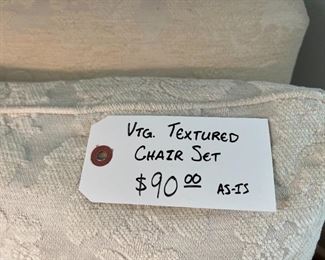 VTG. TEXTURED
CHAIR SET
$90.00 AS-IS